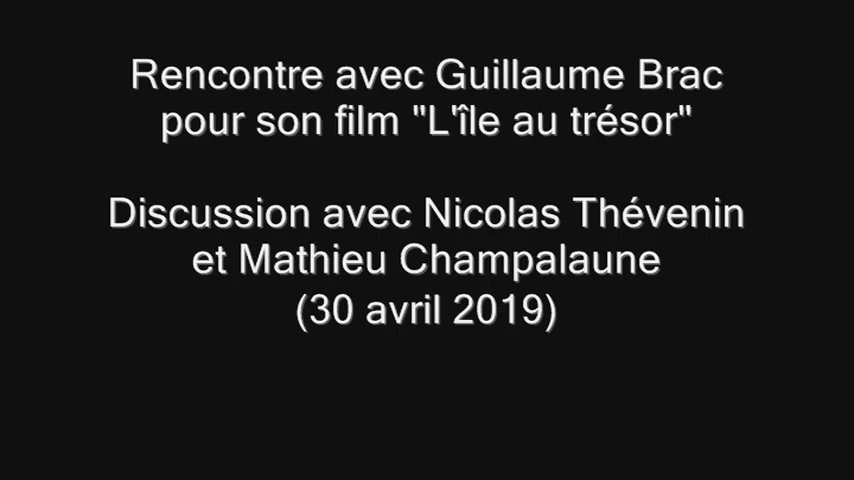 Rencontre avec Guillaume Brac
pour son film "L'île au trésor"
Discussion avec Nicolas Thévenin
et Mathieu Champalaune
(30 avril 2019)